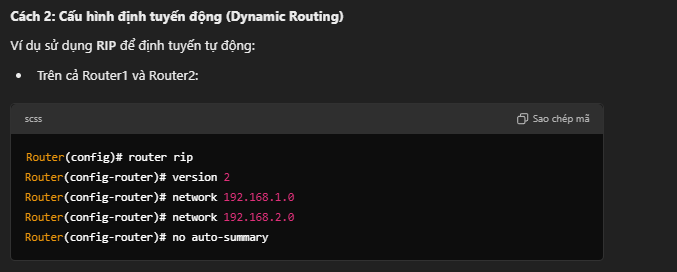 Cách 2: Cấu hình định tuyến động (Dynamic Routing)
Ví dụ sử dụng RIP để định tuyến tự động:
• Trên cả Router1 và Router2:
scss
Sao chép mã
Router(config)# router rip
Router(config-router)# version 2
Router(config-router)# network 192.168.1.0
Router(config-router)# network 192.168.2.0
Router(config-router)# no auto-summary